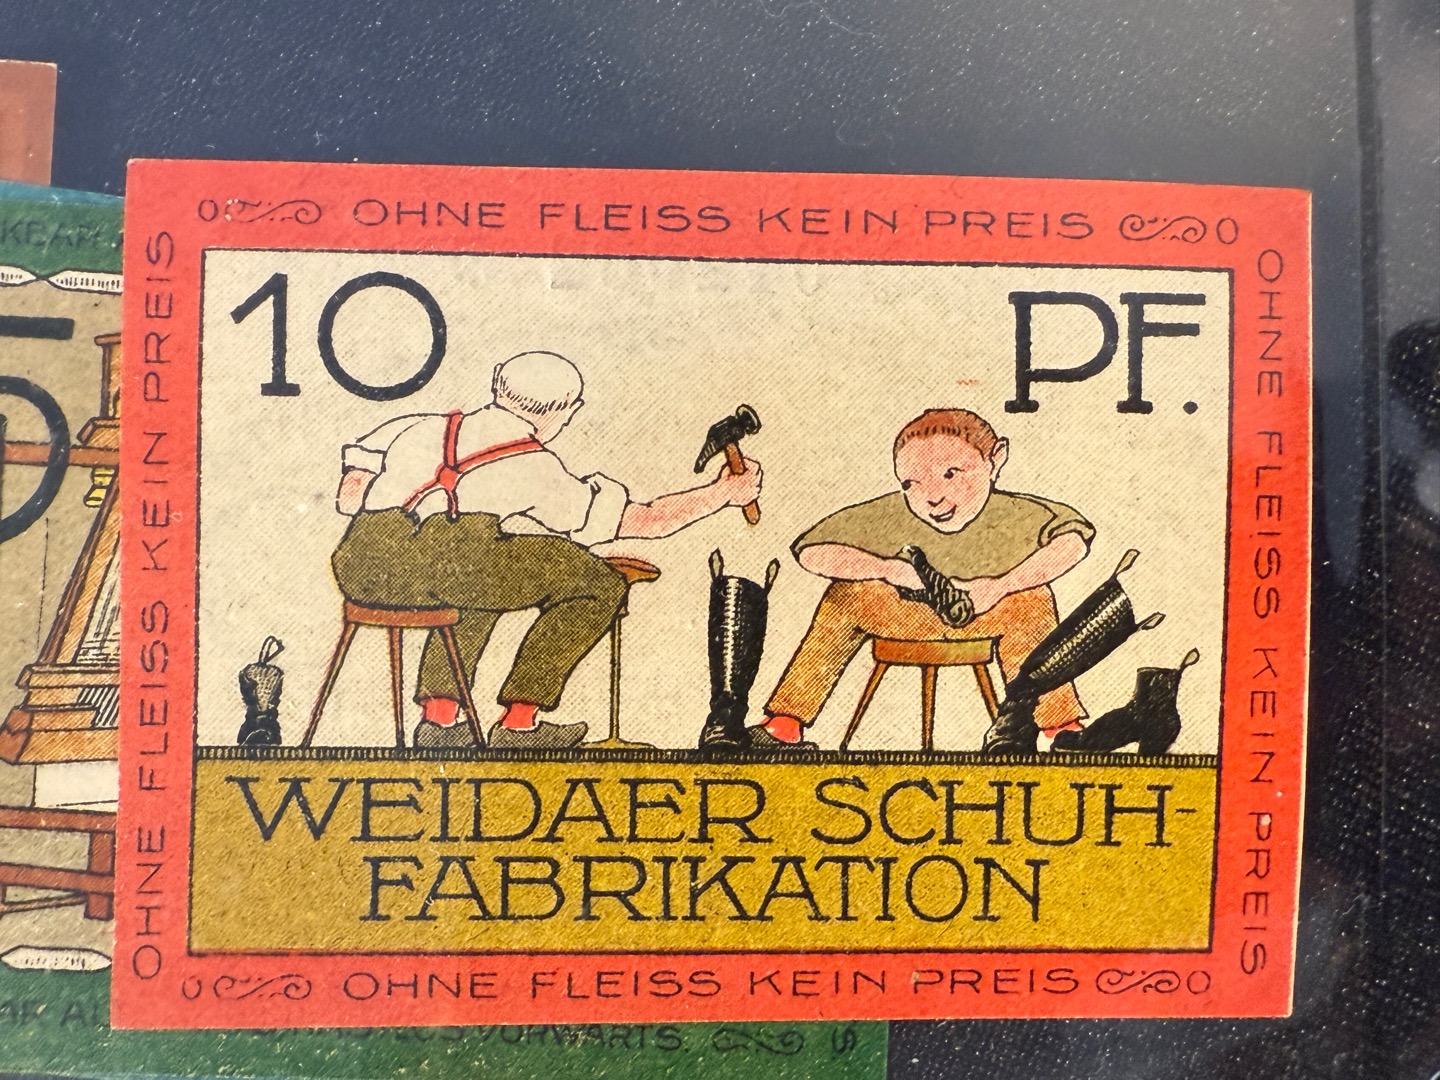 OHNE FLEISS KEIN PREIS
OHNE FLEISS KEIN PREIS
OHNE FLEISS KEIN PREIS
10 PF.
WEIDAER SCHUH-
FABRIKATION
OHNE FLEISS KEIN PREIS
VORWÄRTS.